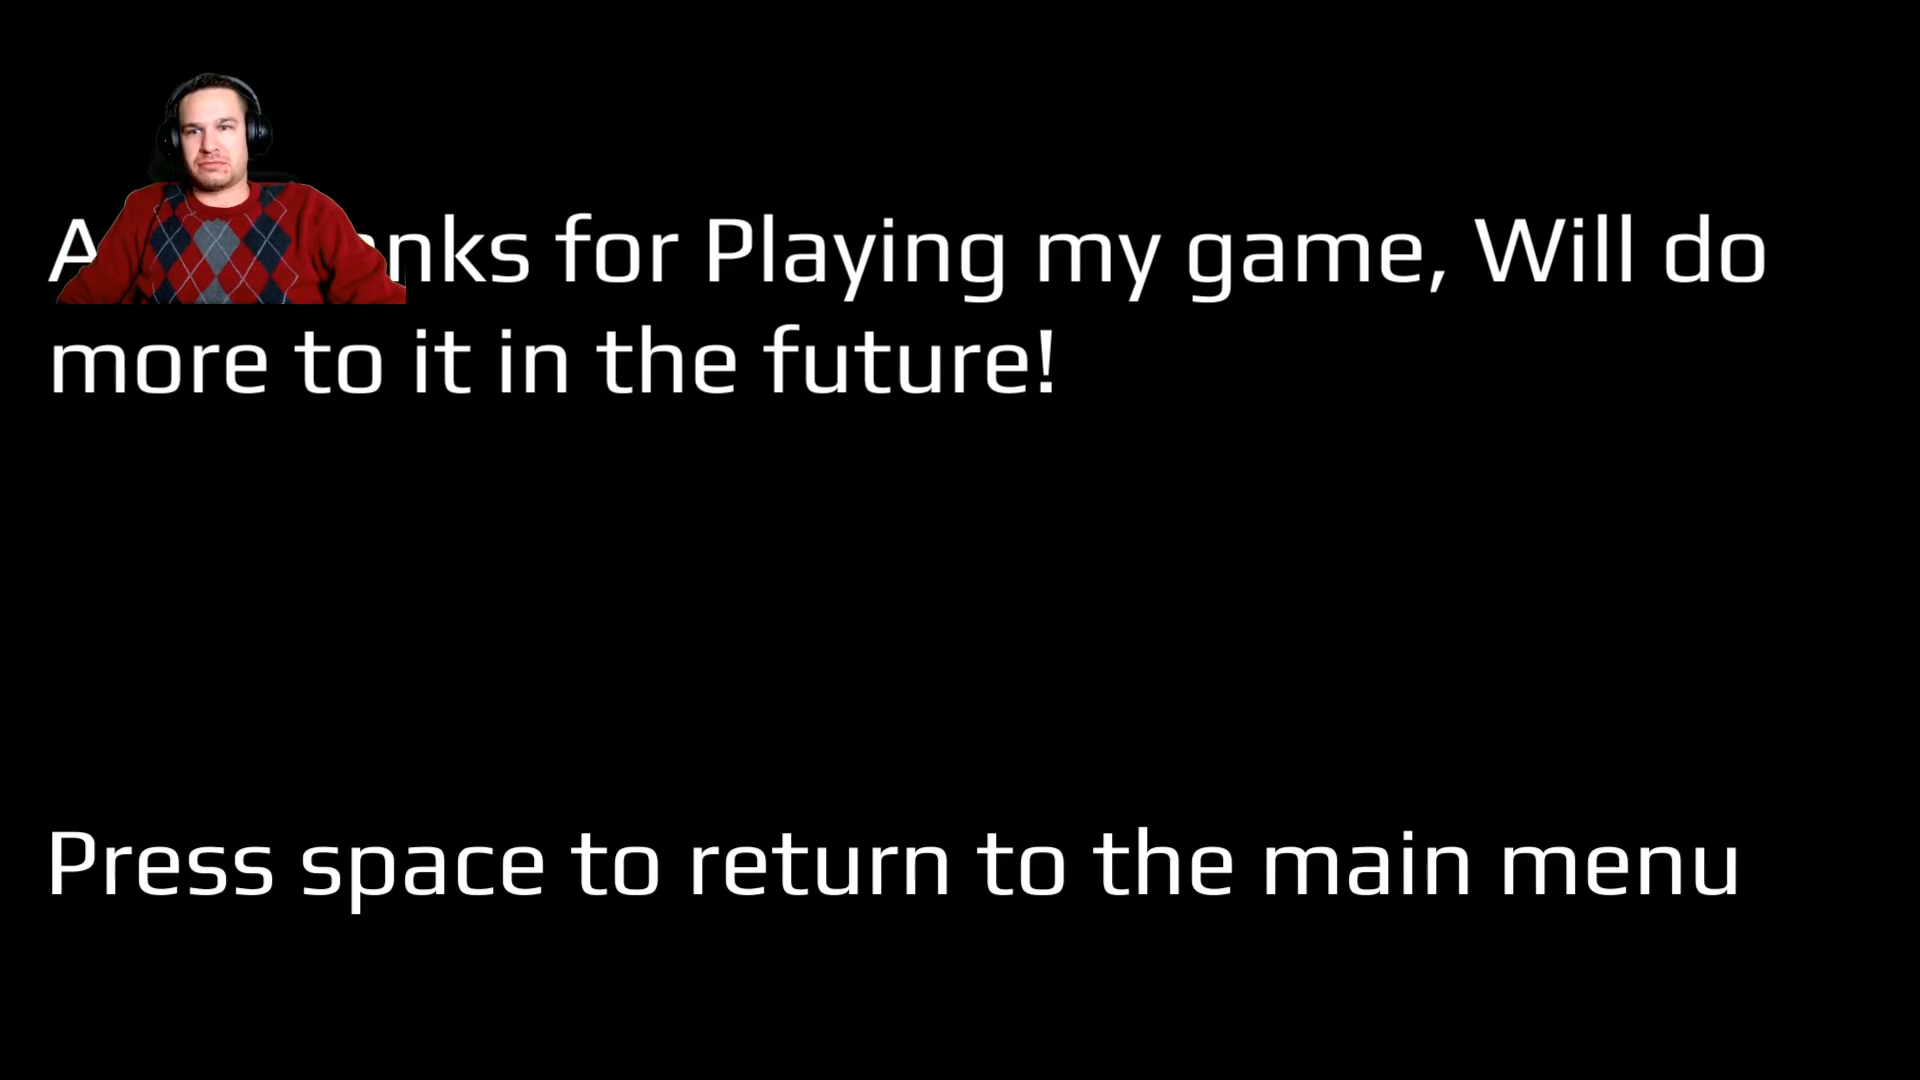 for Playing my game, Will do
more to it in the future!
Press space to return to the main menu